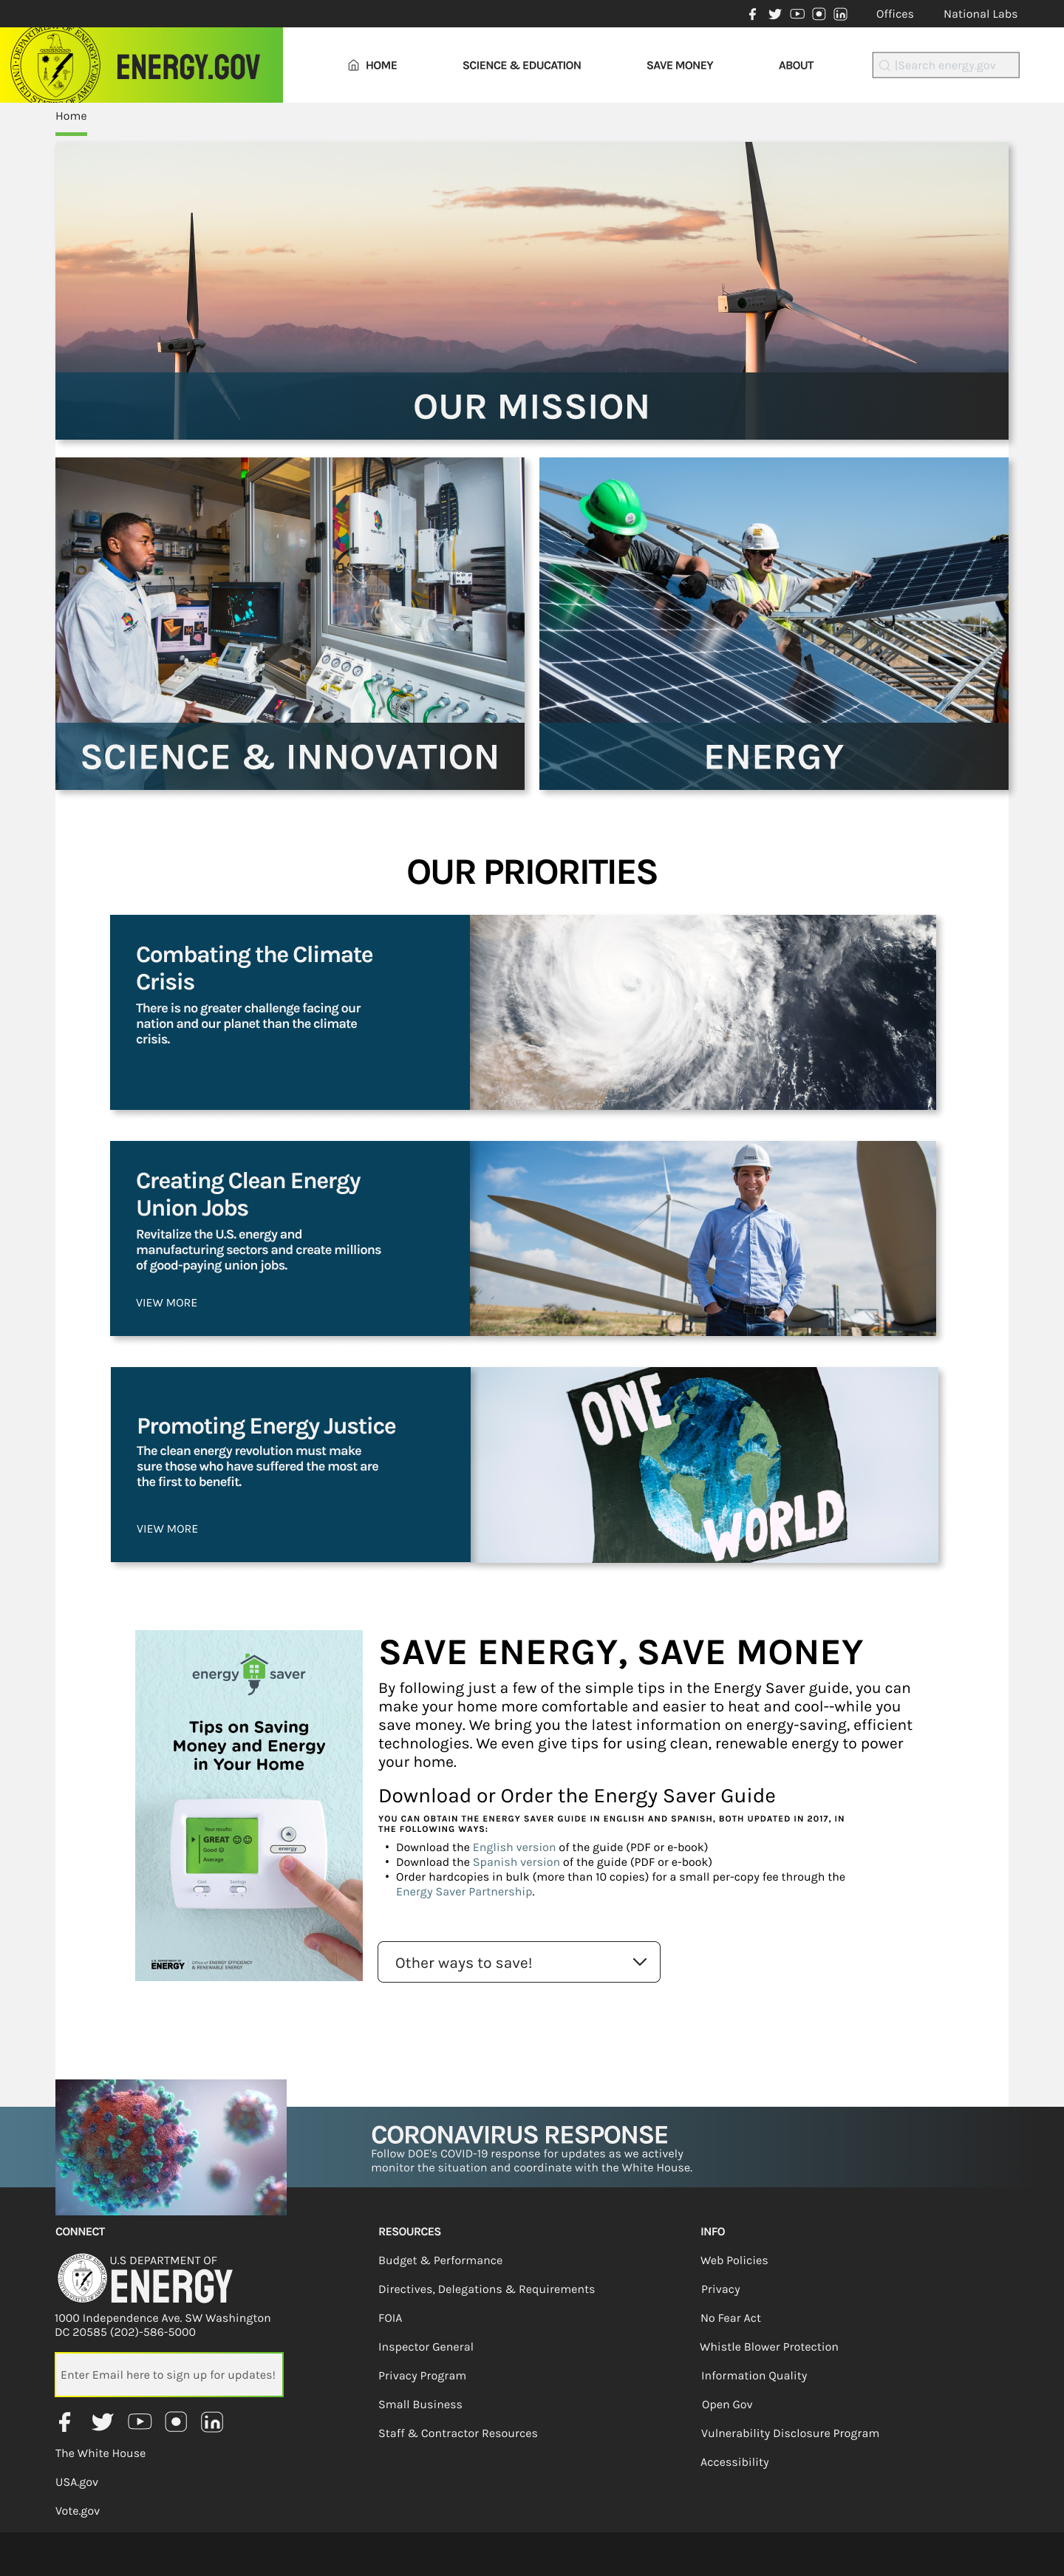 Offices National Labs
ENERGY.GOV
HOME SCIENCE & EDUCATION SAVE MONEY ABOUT
Search energy.gov
Home
OUR MISSION
SCIENCE & INNOVATION
ENERGY
OUR PRIORITIES
Combating the Climate
Crisis
There is no greater challenge facing our
nation and our planet than the climate
crisis.
Creating Clean Energy
Union Jobs
Revitalize the U.S. energy and
manufacturing sectors and create millions
of good-paying union jobs.
VIEW MORE
Promoting Energy Justice
The clean energy revolution must make
sure those who have suffered the most are
the first to benefit.
VIEW MORE
ONE
WORLD
energy saver
Tips on Saving
Money and Energy
in Your Home
Your results:
GREAT
Good
Average
Cool
Settings
energy
ENERGY
Office of ENERGY EFFICIENCY
& RENEWABLE ENERGY
SAVE ENERGY, SAVE MONEY
By following just a few of the simple tips in the Energy Saver guide, you can
make your home more comfortable and easier to heat and cool--while you
save money. We bring you the latest information on energy-saving, efficient
technologies. We even give tips for using clean, renewable energy to power
your home.
Download or Order the Energy Saver Guide
YOU CAN OBTAIN THE ENERGY SAVER GUIDE IN ENGLISH AND SPANISH, BOTH UPDATED IN 2017, IN
THE FOLLOWING WAYS:
• Download the English version of the guide (PDF or e-book)
• Download the Spanish version of the guide (PDF or e-book)
• Order hardcopies in bulk (more than 10 copies) for a small per-copy fee through the
Energy Saver Partnership.
Other ways to save!
CORONAVIRUS RESPONSE
Follow DOE's COVID-19 response for updates as we actively
monitor the situation and coordinate with the White House.
CONNECT
U.S DEPARTMENT OF
ENERGY
1000 Independence Ave. SW Washington
DC 20585 (202)-586-5000
Enter Email here to sign up for updates!
The White House
USA.gov
Vote.gov
RESOURCES
Budget & Performance
Directives, Delegations & Requirements
FOIA
Inspector General
Privacy Program
Small Business
Staff & Contractor Resources
INFO
Web Policies
Privacy
No Fear Act
Whistle Blower Protection
Information Quality
Open Gov
Vulnerability Disclosure Program
Accessibility